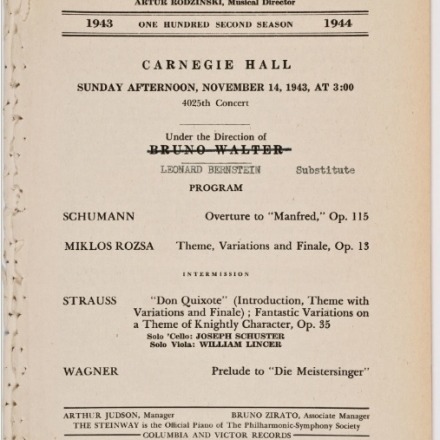 ARTUR RODZINSKI, Musical Director
1943 ONE HUNDRED SECOND SEASON 1944
CARNEGIE HALL
SUNDAY AFTERNOON, NOVEMBER 14, 1943, AT 3:00
4025th Concert
Under the Direction of
BRUNO WALTER
LEONARD BERNSTEIN Substitute
PROGRAM
SCHUMANN Overture to "Manfred," Op. 115
MIKLOS ROZSA Theme, Variations and Finale, Op. 13
INTERMISSION
STRAUSS "Don Quixote" (Introduction, Theme with
Variations and Finale) ; Fantastic Variations on
a Theme of Knightly Character, Op. 35
Solo 'Cello: JOSEPH SCHUSTER
Solo Viola: WILLIAM LINCER
WAGNER Prelude to "Die Meistersinger"
ARTHUR JUDSON, Manager BRUNO ZIRATO, Associate Manager
THE STEINWAY is the Official Piano of The Philharmonic-Symphony Society
COLUMBIA AND VICTOR RECORDS